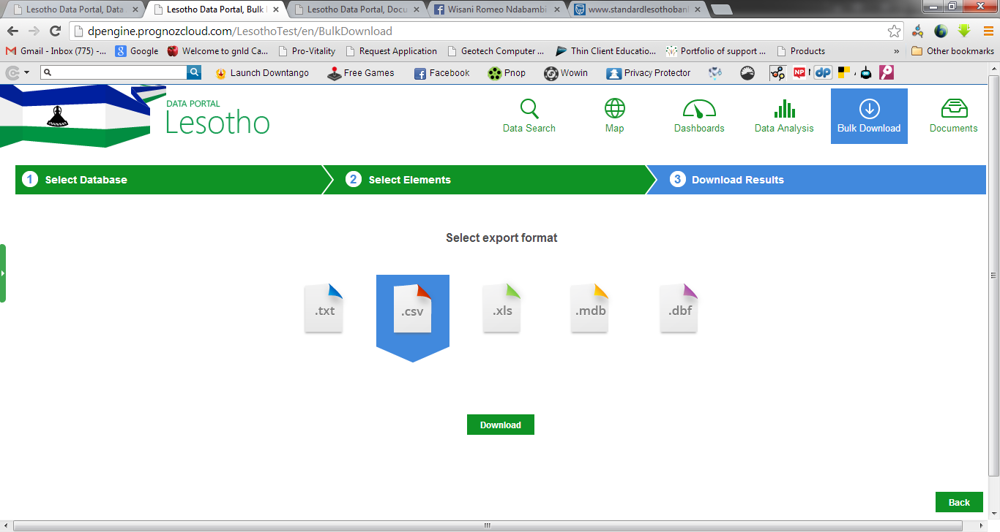 Lesotho Data Portal, Data
Lesotho Data Portal, Bulk
Lesotho Data Portal, Docu
Wisani Romeo Ndabambi
www.standardlesothoban
dpengine.prognozcloud.com/LesothoTest/en/BulkDownload
Gmail - Inbox (775) -...
Google
Welcome to gnld Ca...
Pro-Vitality
Request Application
Geotech Computer ...
Thin Client Educatio...
Portfolio of support ...
Products
»
Other bookmarks
Launch Downtango
Free Games
Facebook
Pnop
Wowin
Privacy Protector
NP
dp
DATA PORTAL
Lesotho
Data Search
Map
Dashboards
Data Analysis
Bulk Download
Documents
1 Select Database
2 Select Elements
3 Download Results
Select export format
.txt
.csv
.xls
.mdb
.dbf
Download
Back